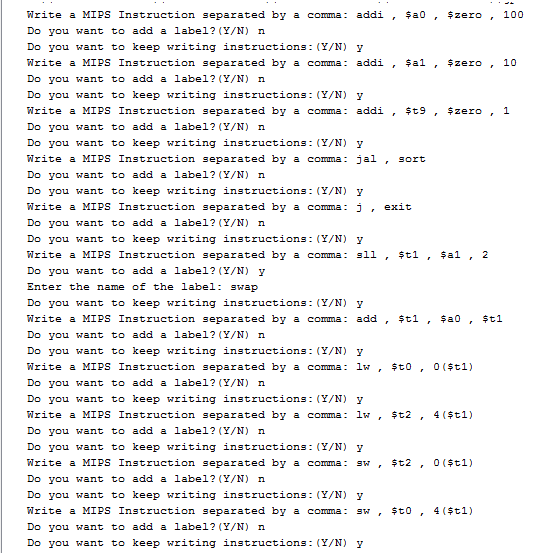 Write a MIPS Instruction separated by a comma: addi , $a0 , $zero , 100
Do you want to add a label?(Y/N) n
Do you want to keep writing instructions:(Y/N) y
Write a MIPS Instruction separated by a comma: addi , $a1 , $zero , 10
Do you want to add a label?(Y/N) n
Do you want to keep writing instructions:(Y/N) y
Write a MIPS Instruction separated by a comma: addi , $t9 , $zero , 1
Do you want to add a label?(Y/N) n
Do you want to keep writing instructions:(Y/N) y
Write a MIPS Instruction separated by a comma: jal , sort
Do you want to add a label?(Y/N) n
Do you want to keep writing instructions:(Y/N) y
Write a MIPS Instruction separated by a comma: j , exit
Do you want to add a label?(Y/N) n
Do you want to keep writing instructions:(Y/N) y
Write a MIPS Instruction separated by a comma: sll , $t1 , $a1 , 2
Do you want to add a label?(Y/N) y
Enter the name of the label: swap
Do you want to keep writing instructions:(Y/N) y
Write a MIPS Instruction separated by a comma: add , $t1 , $a0 , $t1
Do you want to add a label?(Y/N) n
Do you want to keep writing instructions:(Y/N) y
Write a MIPS Instruction separated by a comma: lw , $t0 , 0($t1)
Do you want to add a label?(Y/N) n
Do you want to keep writing instructions:(Y/N) y
Write a MIPS Instruction separated by a comma: lw , $t2 , 4($t1)
Do you want to add a label?(Y/N) n
Do you want to keep writing instructions:(Y/N) y
Write a MIPS Instruction separated by a comma: sw , $t2 , 0($t1)
Do you want to add a label?(Y/N) n
Do you want to keep writing instructions:(Y/N) y
Write a MIPS Instruction separated by a comma: sw , $t0 , 4($t1)
Do you want to add a label?(Y/N) n
Do you want to keep writing instructions:(Y/N) y